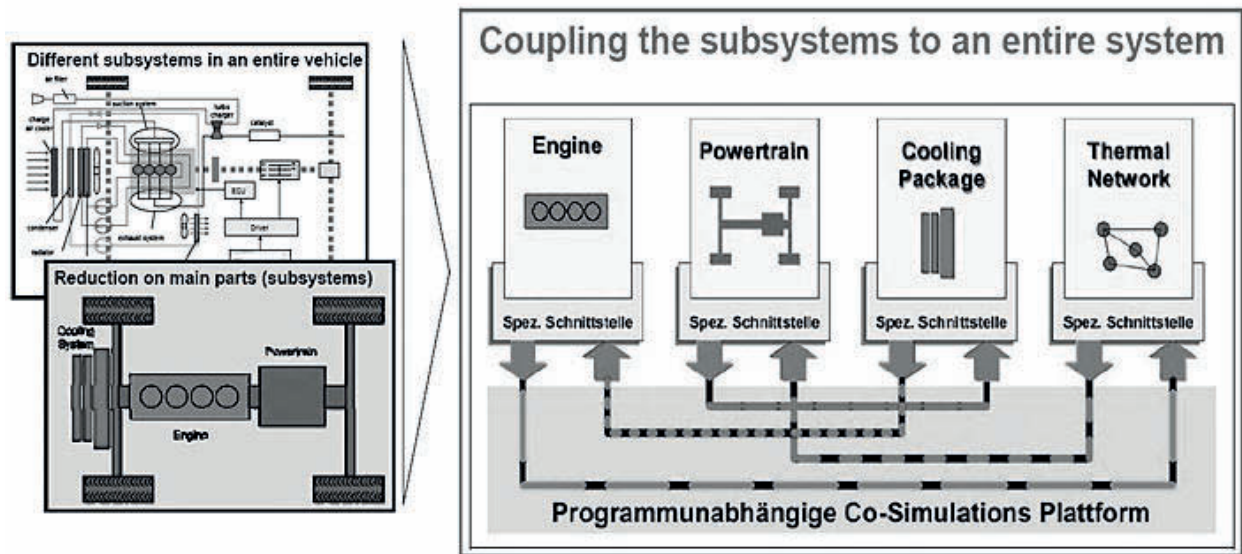 Different subsystems in an entire vehicle
air filter
suction system
turbo
charger
catalyst
charge
air cooler
ECU
condenser
exhaust system
Driver
radiator
Reduction on main parts (subsystems)
Cooling
System
Powertrain
Engine
Coupling the subsystems to an entire system
Engine
Powertrain
Cooling
Package
Thermal
Network
Spez. Schnittstelle
Spez. Schnittstelle
Spez. Schnittstelle
Spez. Schnittstelle
Programmunabhängige Co-Simulations Plattform